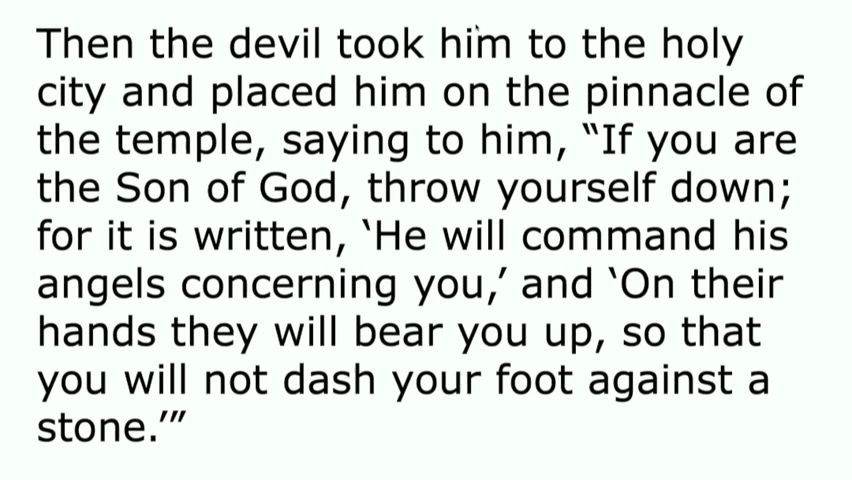 Then the devil took him to the holy
city and placed him on the pinnacle of
the temple, saying to him, “If you are
the Son of God, throw yourself down;
for it is written, ‘He will command his
angels concerning you,’ and ‘On their
hands they will bear you up, so that
you will not dash your foot against a
stone.’”